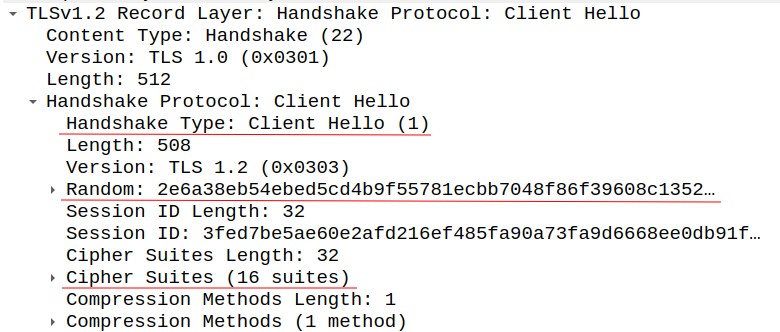 TLSv1.2 Record Layer: Handshake Protocol: Client Hello
Content Type: Handshake (22)
Version: TLS 1.0 (0x0301)
Length: 512
Handshake Protocol: Client Hello
Handshake Type: Client Hello (1)
Length: 508
Version: TLS 1.2 (0x0303)
Random: 2e6a38eb54ebed5cd4b9f55781ecbb7048f86f39608c1352…
Session ID Length: 32
Session ID: 3fed7be5ae60e2afd216ef485fa90a73fa9d6668ee0db91f…
Cipher Suites Length: 32
Cipher Suites (16 suites)
Compression Methods Length: 1
Compression Methods (1 method)